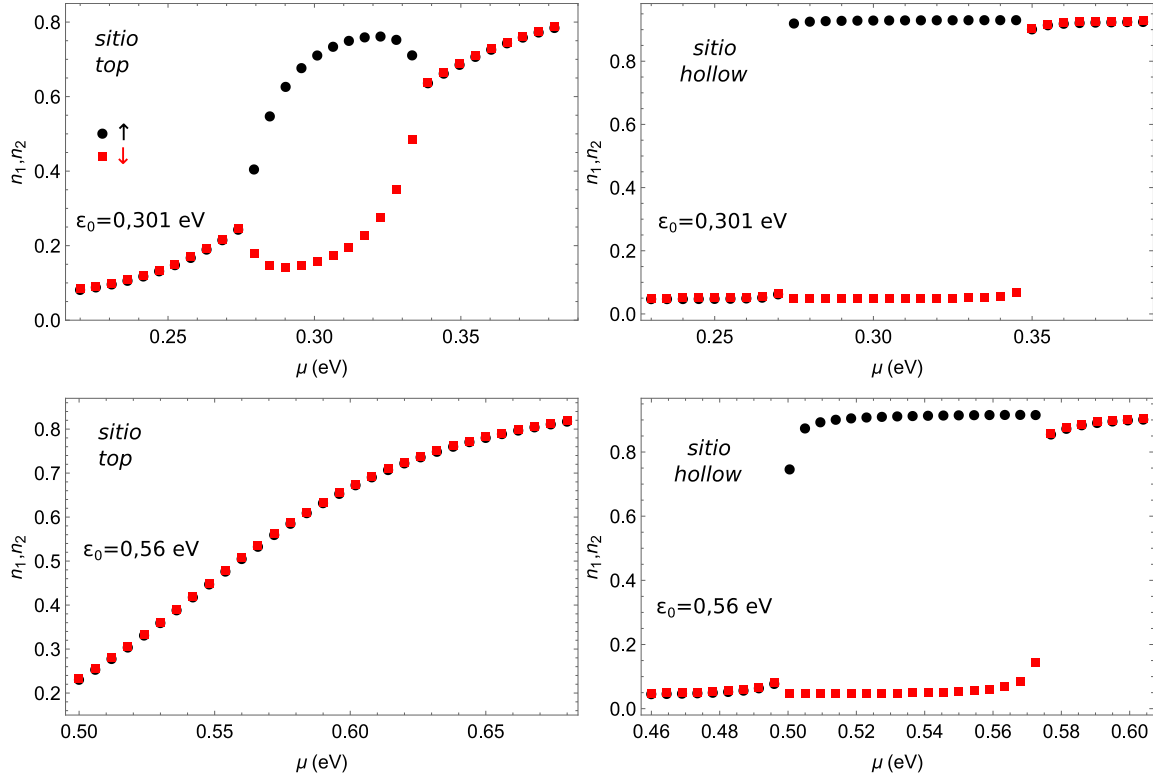 sitio
top
↑
↓
ε₀=0,301 eV
n₁,n₂
0.8
0.6
0.4
0.2
0.0
0.25 0.30 0.35
μ (eV)
sitio
hollow
ε₀=0,301 eV
n₁,n₂
0.8
0.6
0.4
0.2
0.0
0.25 0.30 0.35
μ (eV)
sitio
top
ε₀=0,56 eV
n₁,n₂
0.8
0.7
0.6
0.5
0.4
0.3
0.2
0.50 0.55 0.60 0.65
μ (eV)
sitio
hollow
ε₀=0,56 eV
n₁,n₂
0.8
0.6
0.4
0.2
0.0
0.46 0.48 0.50 0.52 0.54 0.56 0.58 0.60
μ (eV)